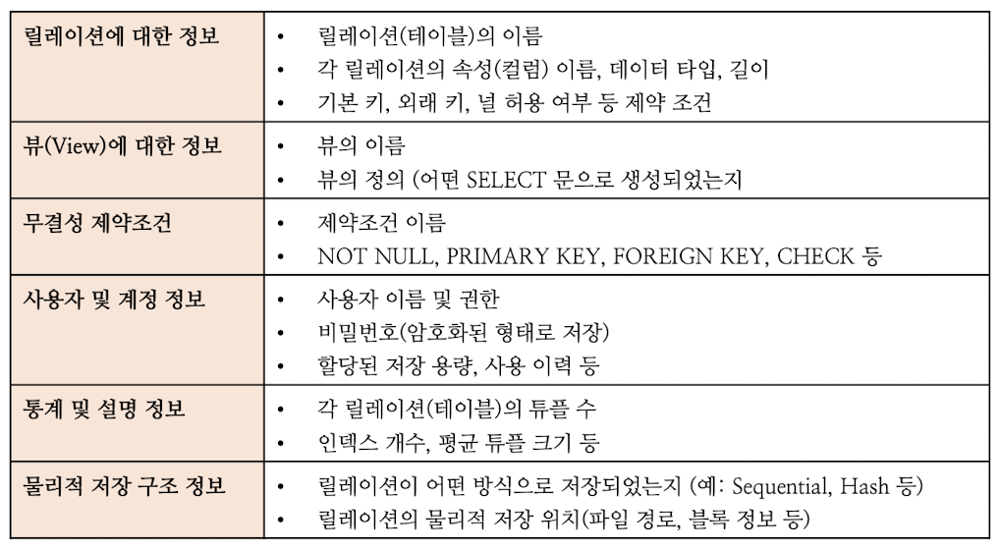 릴레이션에 대한 정보
• 릴레이션(테이블)의 이름
• 각 릴레이션의 속성(컬럼) 이름, 데이터 타입, 길이
• 기본 키, 외래 키, 널 허용 여부 등 제약 조건
뷰(View)에 대한 정보
• 뷰의 이름
• 뷰의 정의 (어떤 SELECT 문으로 생성되었는지
무결성 제약조건
• 제약조건 이름
• NOT NULL, PRIMARY KEY, FOREIGN KEY, CHECK 등
사용자 및 계정 정보
• 사용자 이름 및 권한
• 비밀번호(암호화된 형태로 저장)
• 할당된 저장 용량, 사용 이력 등
통계 및 설명 정보
• 각 릴레이션(테이블)의 튜플 수
• 인덱스 개수, 평균 튜플 크기 등
물리적 저장 구조 정보
• 릴레이션이 어떤 방식으로 저장되었는지 (예: Sequential, Hash 등)
• 릴레이션의 물리적 저장 위치(파일 경로, 블록 정보 등)